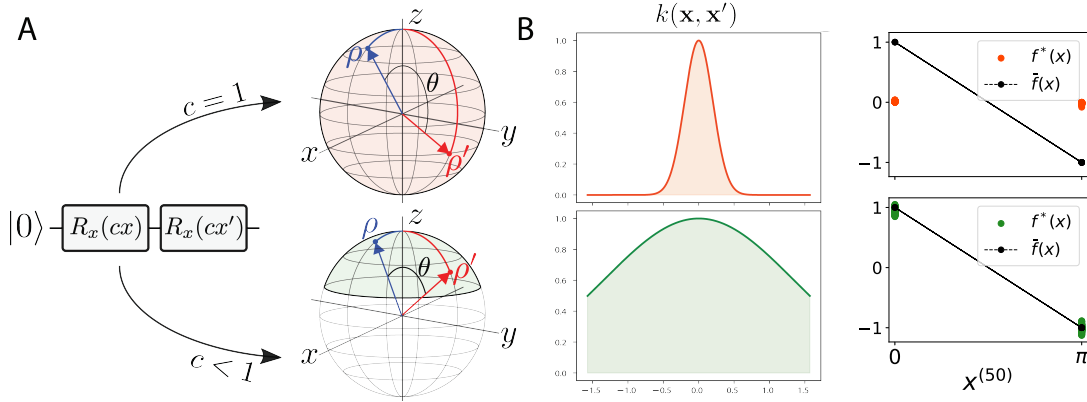 A
c = 1
|0⟩
R_x(cx)
R_x(cx′)
c < 1
z
ρ
θ
ρ′
x
y
z
ρ
θ
ρ′
x
y
B
k(x, x′)
1.0
0.8
0.6
0.4
0.2
0.0
1.0
0.8
0.6
0.4
0.2
0.0
−1.5
−1.0
−0.5
0.0
0.5
1.0
1.5
1
0
−1
f*(x)
f̄(x)
1
0
−1
f*(x)
f̄(x)
0
π
x^(50)